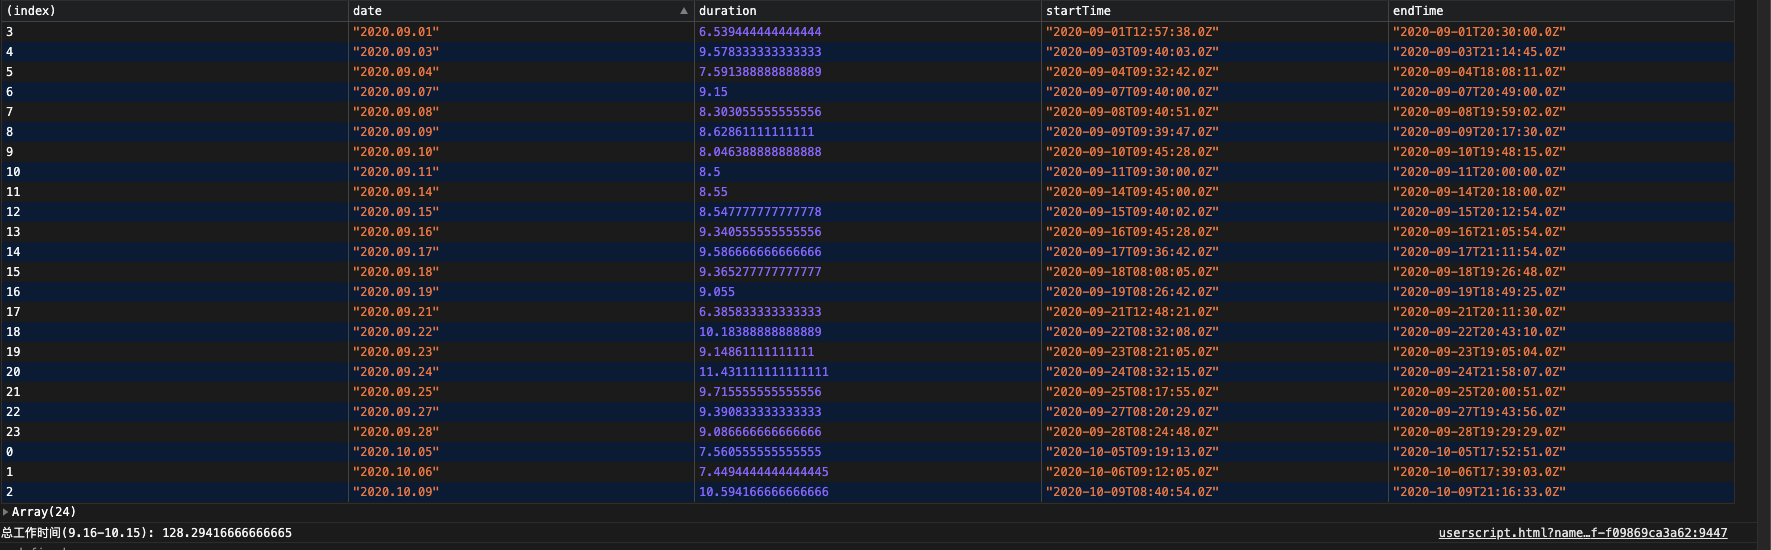 (index) date duration startTime endTime
3 "2020.09.01" 6.539444444444444 "2020-09-01T12:57:38.0Z" "2020-09-01T20:30:00.0Z"
4 "2020.09.03" 9.578333333333333 "2020-09-03T09:40:03.0Z" "2020-09-03T21:14:45.0Z"
5 "2020.09.04" 7.591388888888889 "2020-09-04T09:32:42.0Z" "2020-09-04T18:08:11.0Z"
6 "2020.09.07" 9.15 "2020-09-07T09:40:00.0Z" "2020-09-07T20:49:00.0Z"
7 "2020.09.08" 8.303055555555556 "2020-09-08T09:40:51.0Z" "2020-09-08T19:59:02.0Z"
8 "2020.09.09" 8.62861111111111 "2020-09-09T09:39:47.0Z" "2020-09-09T20:17:30.0Z"
9 "2020.09.10" 8.046388888888888 "2020-09-10T09:45:28.0Z" "2020-09-10T19:48:15.0Z"
10 "2020.09.11" 8.5 "2020-09-11T09:30:00.0Z" "2020-09-11T20:00:00.0Z"
11 "2020.09.14" 8.55 "2020-09-14T09:45:00.0Z" "2020-09-14T20:18:00.0Z"
12 "2020.09.15" 8.547777777777778 "2020-09-15T09:40:02.0Z" "2020-09-15T20:12:54.0Z"
13 "2020.09.16" 9.340555555555556 "2020-09-16T09:45:28.0Z" "2020-09-16T21:05:54.0Z"
14 "2020.09.17" 9.586666666666666 "2020-09-17T09:36:42.0Z" "2020-09-17T21:11:54.0Z"
15 "2020.09.18" 9.365277777777777 "2020-09-18T08:08:05.0Z" "2020-09-18T19:26:48.0Z"
16 "2020.09.19" 9.055 "2020-09-19T08:26:42.0Z" "2020-09-19T18:49:25.0Z"
17 "2020.09.21" 6.385833333333333 "2020-09-21T12:48:21.0Z" "2020-09-21T20:11:30.0Z"
18 "2020.09.22" 10.18388888888889 "2020-09-22T08:32:08.0Z" "2020-09-22T20:43:10.0Z"
19 "2020.09.23" 9.14861111111111 "2020-09-23T08:21:05.0Z" "2020-09-23T19:05:04.0Z"
20 "2020.09.24" 11.431111111111111 "2020-09-24T08:32:15.0Z" "2020-09-24T21:58:07.0Z"
21 "2020.09.25" 9.715555555555556 "2020-09-25T08:17:55.0Z" "2020-09-25T20:00:51.0Z"
22 "2020.09.27" 9.390833333333333 "2020-09-27T08:20:29.0Z" "2020-09-27T19:43:56.0Z"
23 "2020.09.28" 9.086666666666666 "2020-09-28T08:24:48.0Z" "2020-09-28T19:29:29.0Z"
0 "2020.10.05" 7.560555555555555 "2020-10-05T09:19:13.0Z" "2020-10-05T17:52:51.0Z"
1 "2020.10.06" 7.4494444444444445 "2020-10-06T09:12:05.0Z" "2020-10-06T17:39:03.0Z"
2 "2020.10.09" 10.594166666666666 "2020-10-09T08:40:54.0Z" "2020-10-09T21:16:33.0Z"
Array(24)
总工作时间(9.16-10.15): 128.29416666666665 userscript.html?name…f-f09869ca3a62:9447